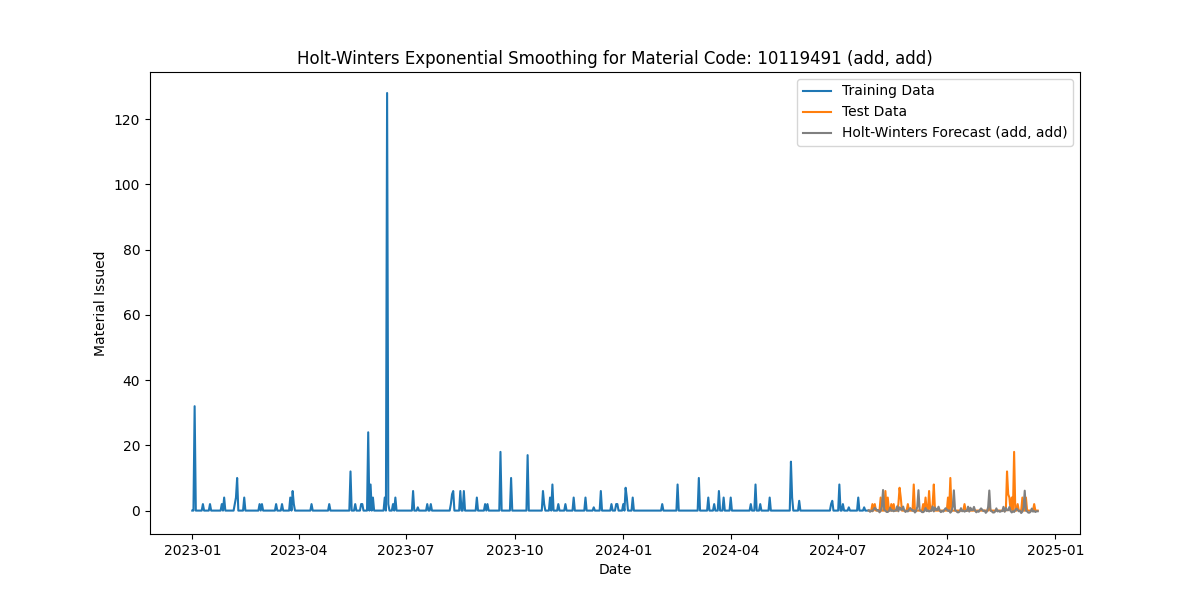 Holt-Winters Exponential Smoothing for Material Code: 10119491 (add, add)
Training Data
Test Data
Holt-Winters Forecast (add, add)
Material Issued
120
100
80
60
40
20
0
2023-01
2023-04
2023-07
2023-10
2024-01
2024-04
2024-07
2024-10
2025-01
Date